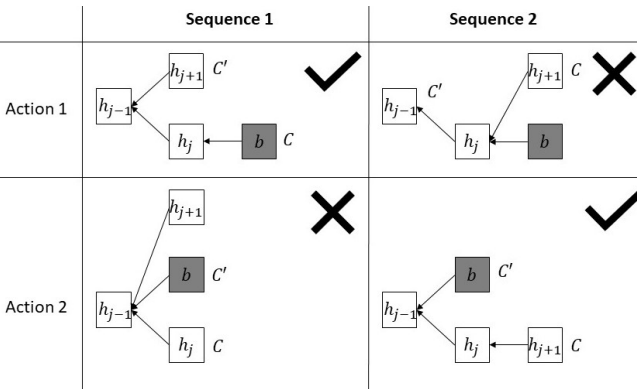 Sequence 1 Sequence 2
Action 1
h_{j+1} C′
h_{j-1}
h_j b C
h_{j+1} C
h_{j-1} C′
h_j b
Action 2
h_{j+1}
b C′
h_{j-1}
h_j C
b C′
h_{j-1}
h_j h_{j+1} C